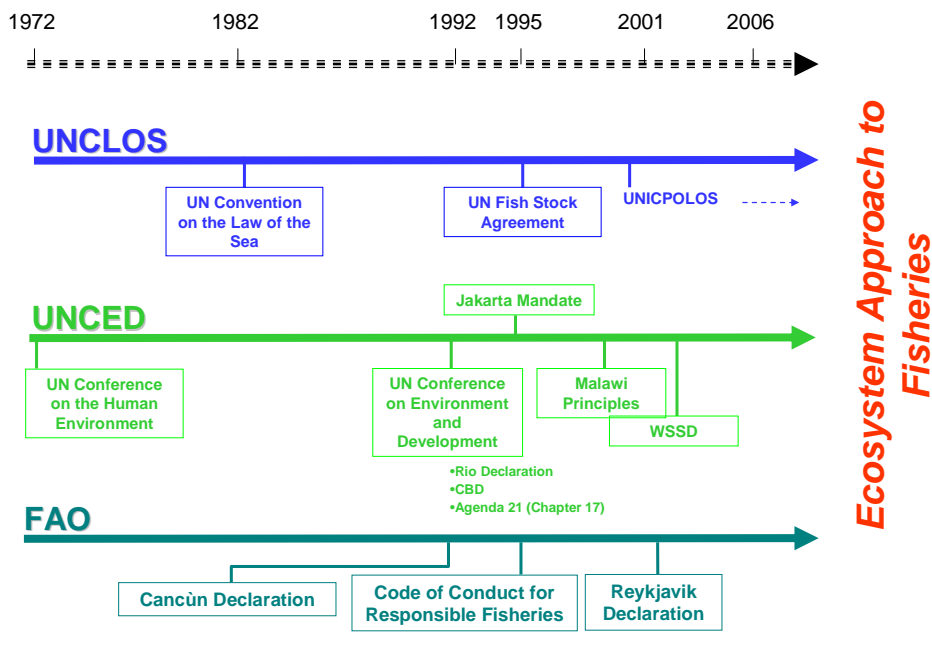 1972 1982 1992 1995 2001 2006
UNCLOS
UN Convention
on the Law of the
Sea
UN Fish Stock
Agreement
UNICPOLOS
UNCED
Jakarta Mandate
UN Conference
on the Human
Environment
UN Conference
on Environment
and
Development
Malawi
Principles
WSSD
•Rio Declaration
•CBD
•Agenda 21 (Chapter 17)
FAO
Cancùn Declaration
Code of Conduct for
Responsible Fisheries
Reykjavik
Declaration
Ecosystem Approach to
Fisheries